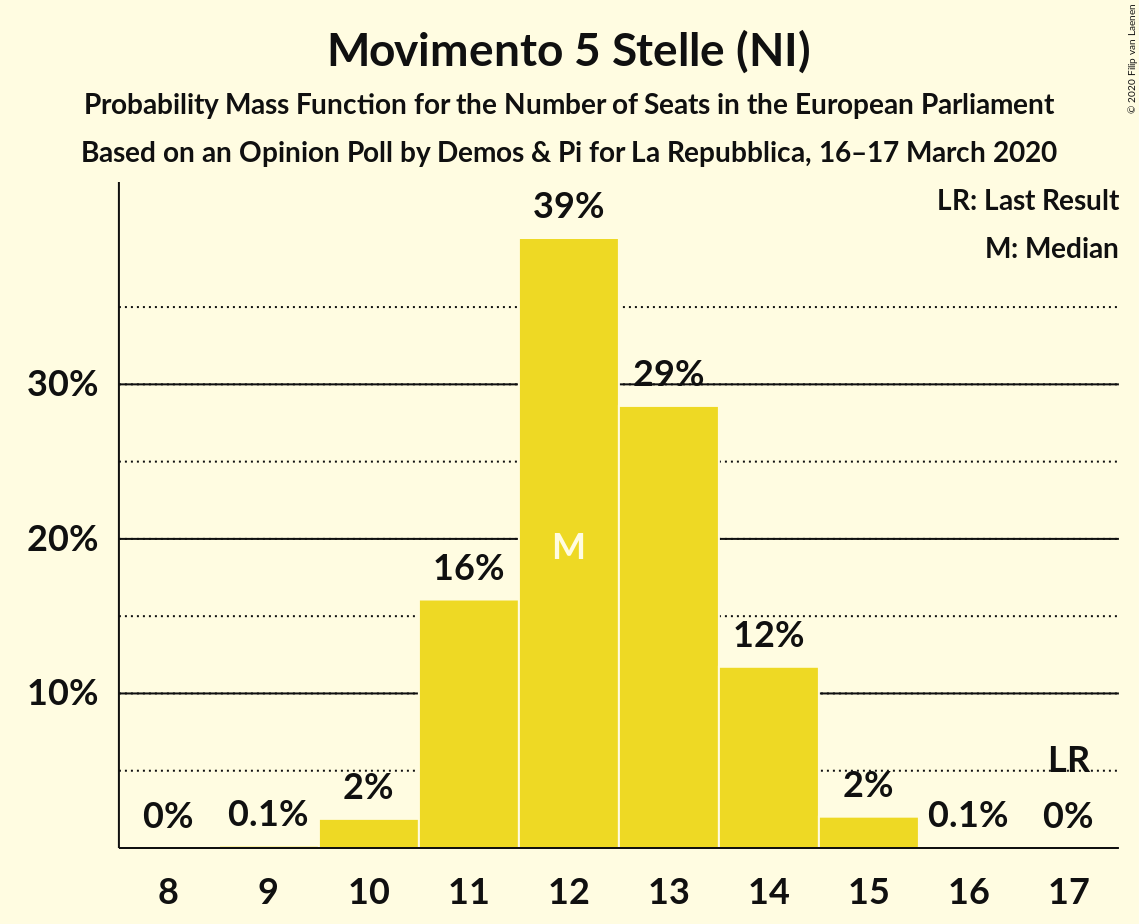 Movimento 5 Stelle (NI)
Probability Mass Function for the Number of Seats in the European Parliament
Based on an Opinion Poll by Demos & Pi for La Repubblica, 16–17 March 2020
© 2020 Filip van Laenen
LR: Last Result
M: Median
39%
30%
29%
20%
M
16%
12%
10%
LR
0%
0.1%
2%
2%
0.1%
0%
8 9 10 11 12 13 14 15 16 17